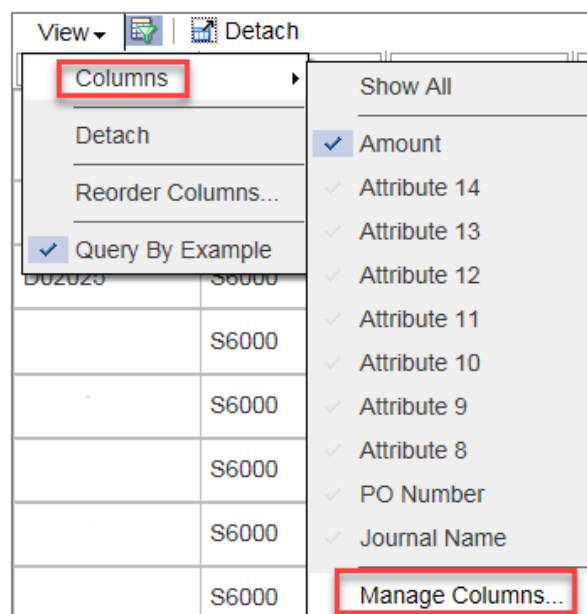 View Detach
Columns
Detach
Reorder Columns...
Query By Example
Show All
Amount
Attribute 14
Attribute 13
Attribute 12
Attribute 11
Attribute 10
Attribute 9
Attribute 8
PO Number
Journal Name
Manage Columns...
D02025 S6000
S6000
S6000
S6000
S6000
S6000